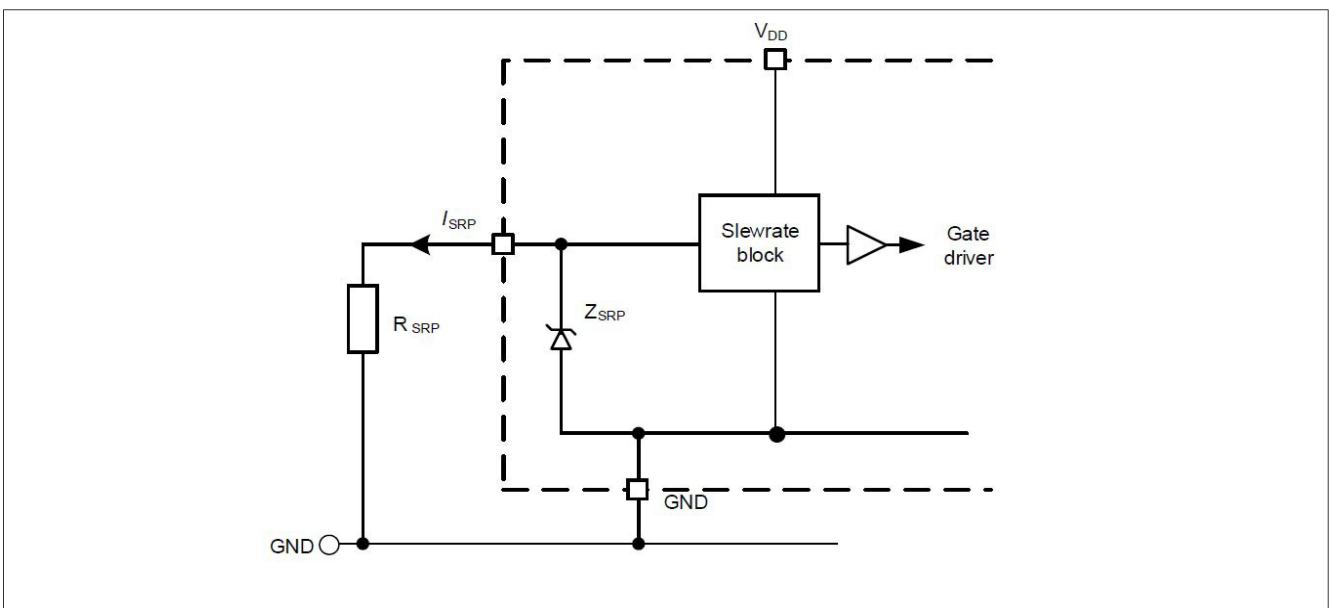 VDD
ISRP
Slewrate
block
Gate
driver
RSRP
ZSRP
GND
GND